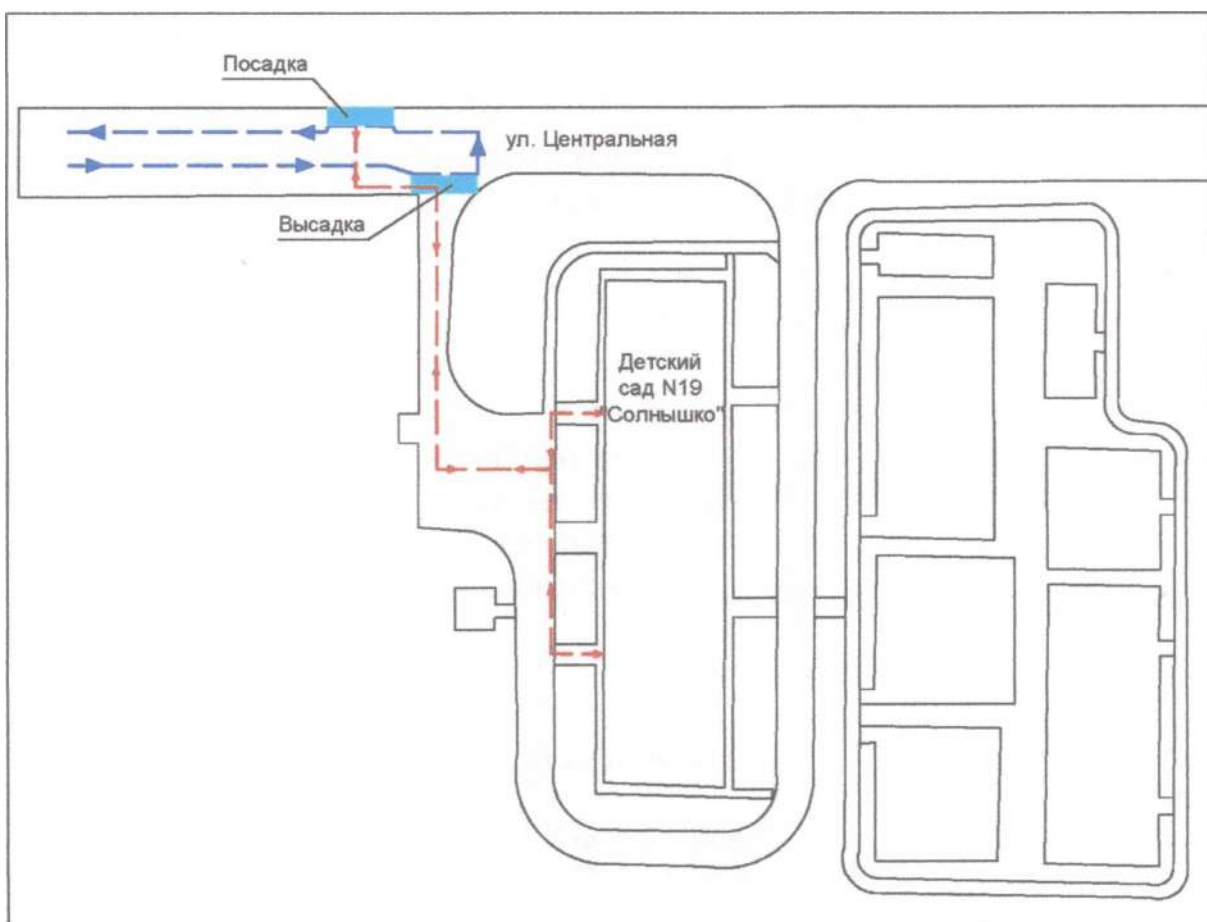 Посадка
ул. Центральная
Высадка
Детский
сад N19
"Солнышко"